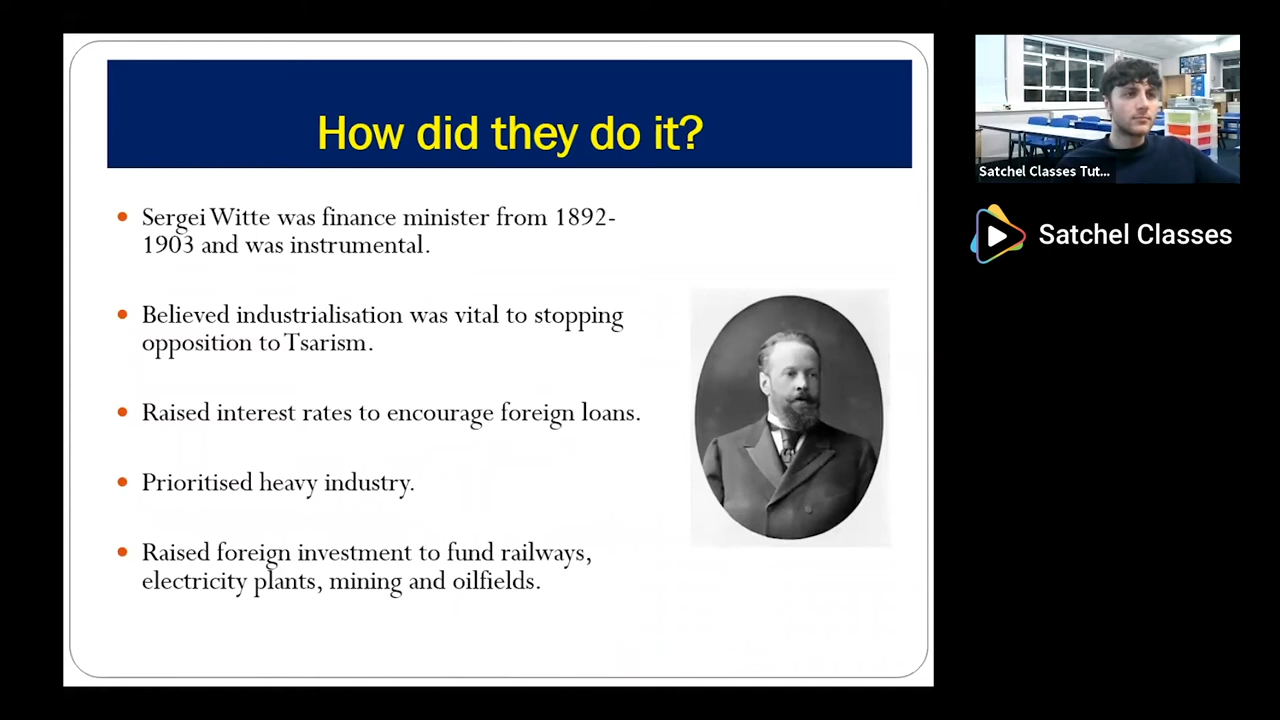 How did they do it?
Sergei Witte was finance minister from 1892-
1903 and was instrumental.
Believed industrialisation was vital to stopping
opposition to Tsarism.
Raised interest rates to encourage foreign loans.
Prioritised heavy industry.
Raised foreign investment to fund railways,
electricity plants, mining and oilfields.
Satchel Classes Tut...
Satchel Classes